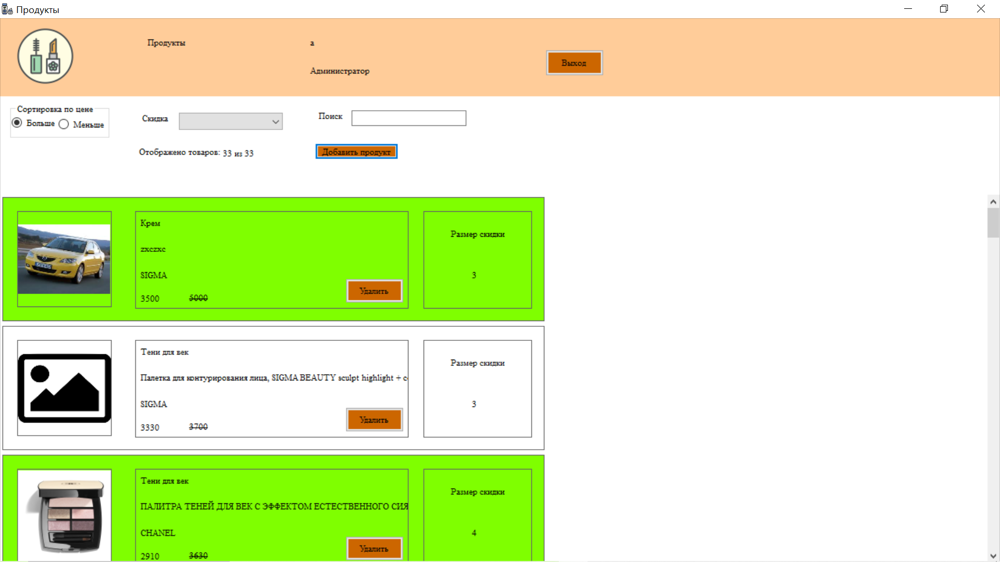 Продукты
Продукты
a
Администратор
Выход
Сортировка по цене
Больше
Меньше
Скидка
Поиск
Отображено товаров: 33 из 33
Добавить продукт
Крем
zxczxc
SIGMA
3500 5000
Удалить
Размер скидки
3
Тени для век
Палетка для контурирования лица, SIGMA BEAUTY sculpt highlight + c
SIGMA
3330 3700
Удалить
Размер скидки
3
Тени для век
ПАЛИТРА ТЕНЕЙ ДЛЯ ВЕК С ЭФФЕКТОМ ЕСТЕСТВЕННОГО СИЯ
CHANEL
2910 3630
Удалить
Размер скидки
4